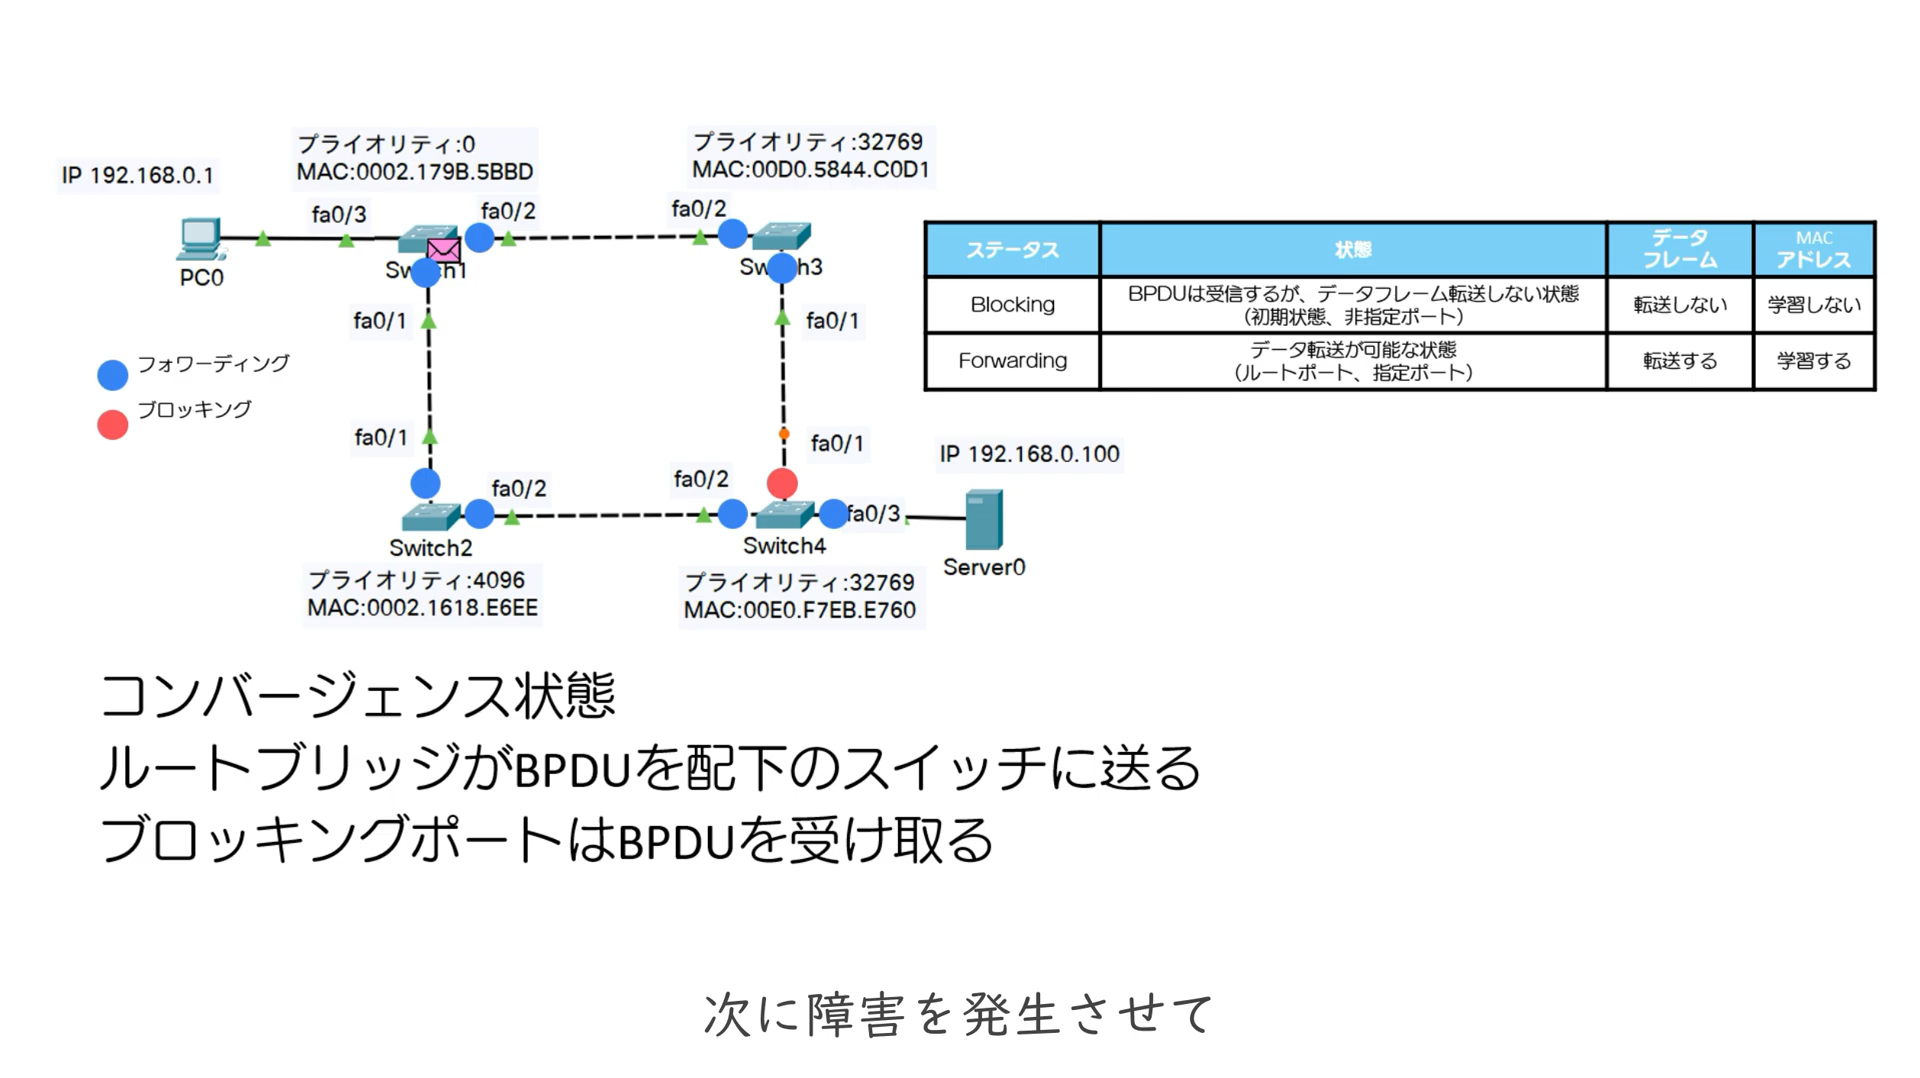 プライオリティ:0
MAC:0002.179B.5BBD
プライオリティ:32769
MAC:00D0.5844.C0D1
IP 192.168.0.1
fa0/3
fa0/2
fa0/2
PC0
Switch1
Switch3
fa0/1
fa0/1
フォワーディング
ブロッキング
fa0/1
fa0/1
fa0/2
fa0/2
fa0/3
Switch2
Switch4
IP 192.168.0.100
Server0
プライオリティ:4096
MAC:0002.1618.E6EE
プライオリティ:32769
MAC:00E0.F7EB.E760
ステータス 状態 データフレーム MACアドレス
Blocking BPDUは受信するが、データフレーム転送しない状態 転送しない 学習しない
（初期状態、非指定ポート）
Forwarding データ転送が可能な状態 転送する 学習する
（ルートポート、指定ポート）
コンバージェンス状態
ルートブリッジがBPDUを配下のスイッチに送る
ブロッキングポートはBPDUを受け取る
次に障害を発生させて